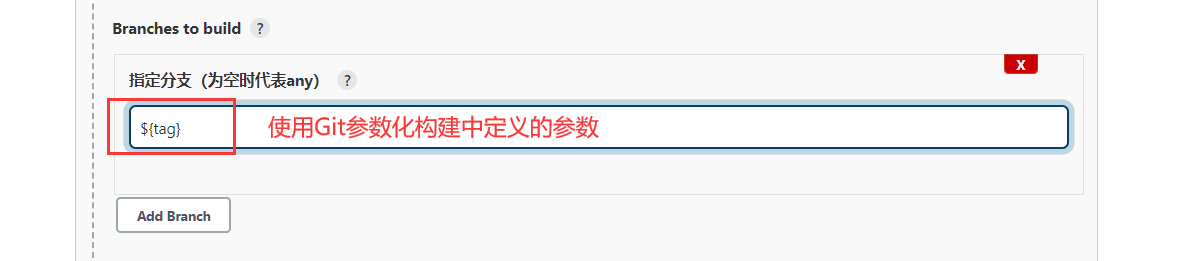 Branches to build ?
指定分支（为空时代表any） ?
X
${tag}
使用Git参数化构建中定义的参数
Add Branch